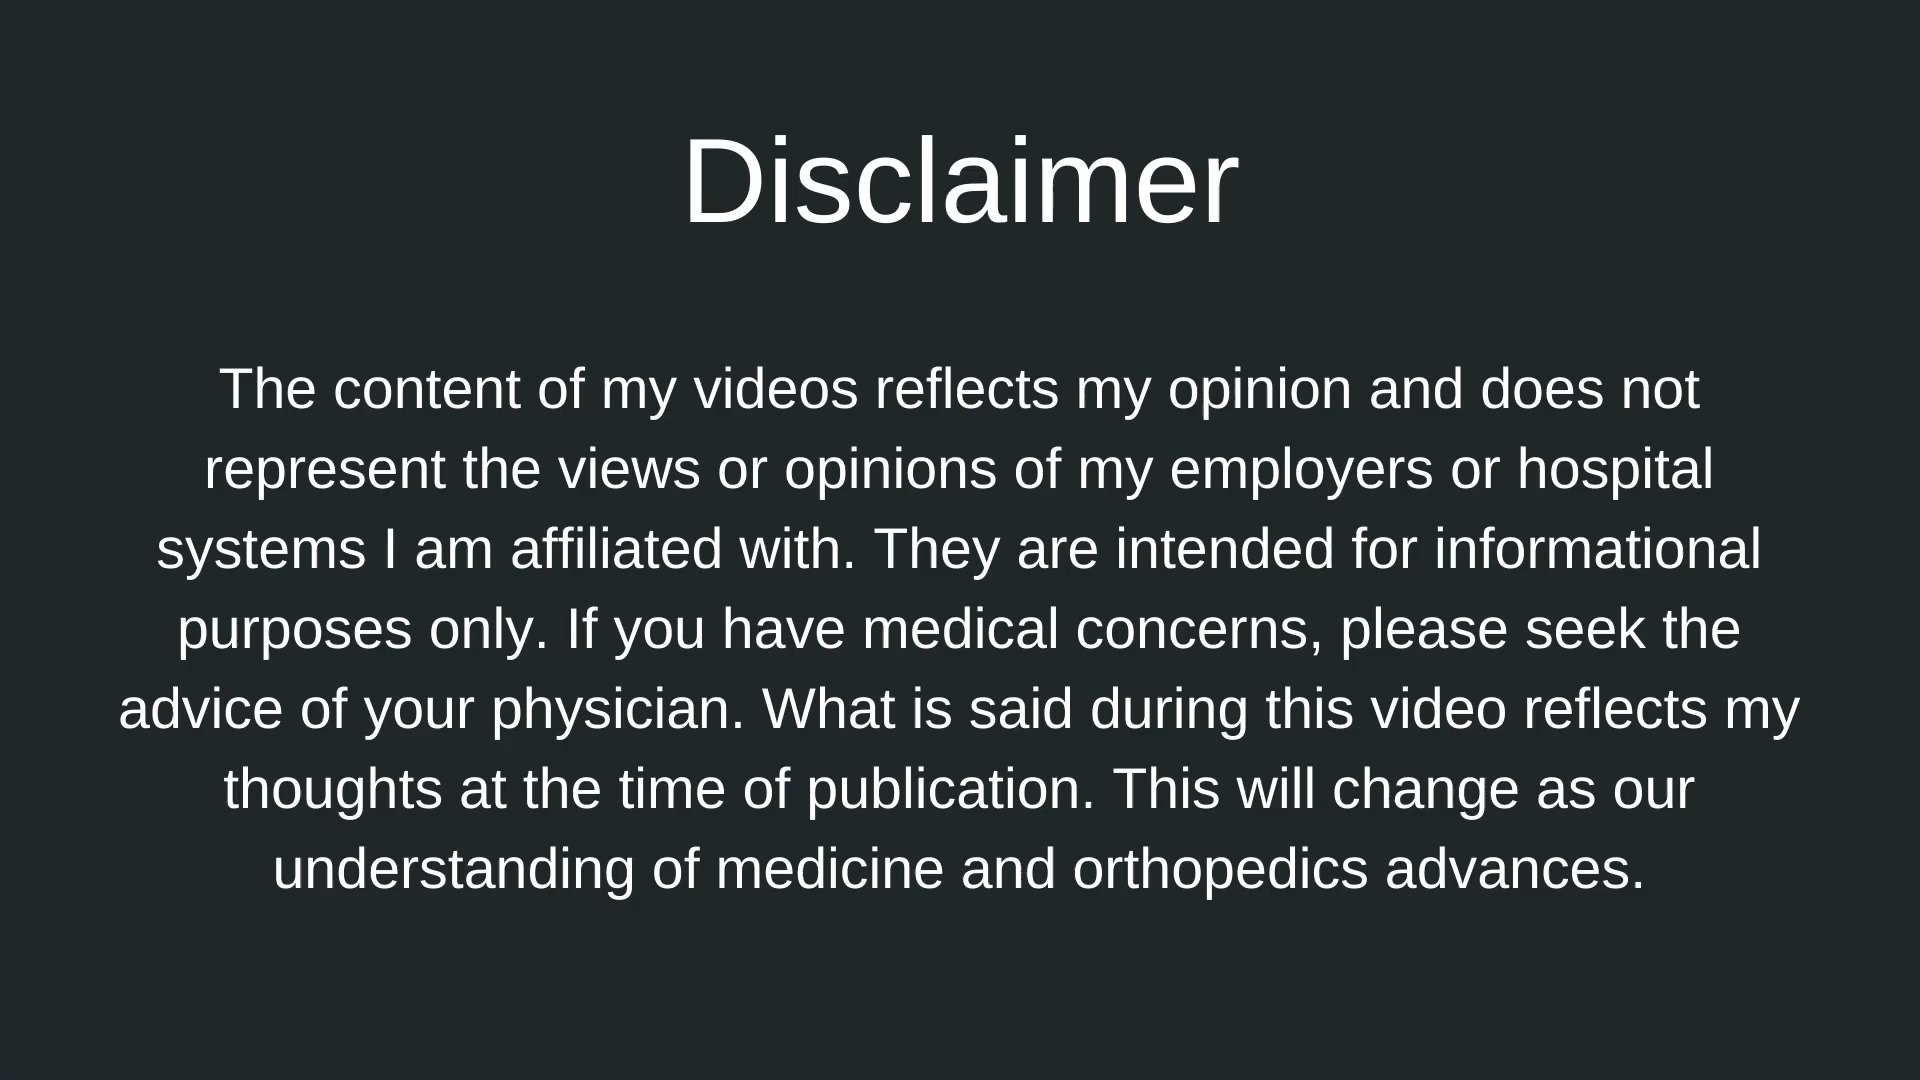 Disclaimer
The content of my videos reflects my opinion and does not
represent the views or opinions of my employers or hospital
systems I am affiliated with. They are intended for informational
purposes only. If you have medical concerns, please seek the
advice of your physician. What is said during this video reflects my
thoughts at the time of publication. This will change as our
understanding of medicine and orthopedics advances.